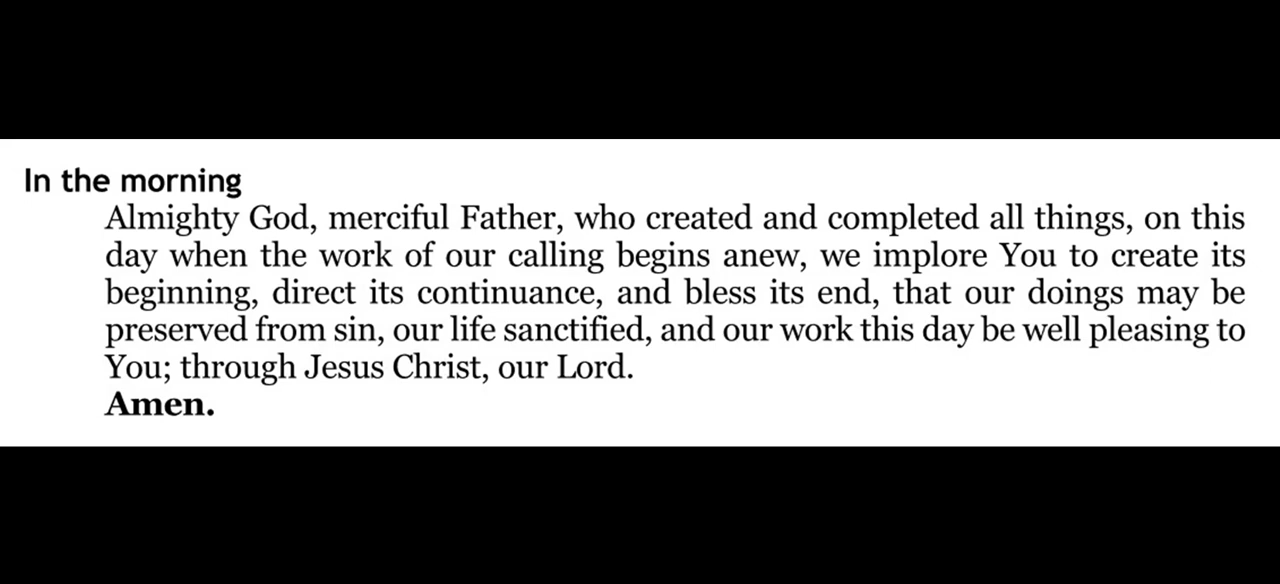 In the morning
Almighty God, merciful Father, who created and completed all things, on this
day when the work of our calling begins anew, we implore You to create its
beginning, direct its continuance, and bless its end, that our doings may be
preserved from sin, our life sanctified, and our work this day be well pleasing to
You; through Jesus Christ, our Lord.
Amen.